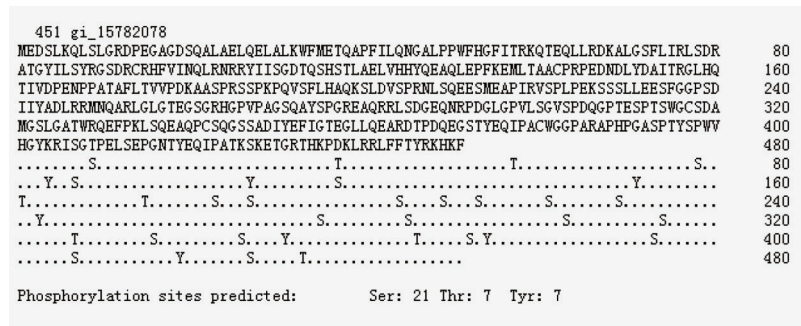 451 gi_15782078
MEDSLKQLSLGRDPEGAGDSQALAELQELALKWFMETQAPFILQNGALPPWFHGFITRKQTEQLLRDKALGSFLIRLSDR 80
ATGYILSYRGSDRCRHFVINQLRNRRYIISGDTQSHSTLAELVHHYQEAQLEPFKEMLTAACPRPEDNDLYDAITRGLHQ 160
TIVDPENPPATAFLTVVPDKAASPRSSPKPQVSFLHAQKSLDVSPRNLSQEESMEAPIRVSPLPEKSSSLLEESFGGPSD 240
IIYADLRRMNQARLGLGTEGSGRHGPVPAGSQAYSPGREAQRRLSDGEQNRPDGLGPVLSGVSPDQGPTESPTSWGCSDA 320
MGSLGATWRQEFPKLSQEAQPCSQGSSADIYEFIGTEGLLQEARDTPDQEGSTYEQIPACWGGPARAPHPGASPTYSPWV 400
HGYKRISGTPELSEPGNTYEQIPATKSKETGRTHKPDKLRRLFFTYRKHKF 480
........S...........................T...................T....................S.. 80
...Y..S...................Y.........S.................................Y......... 160
T.............T.......S...S................S....S...S.......S.......S........... 240
..Y...............................S.........S.................S..........S...... 320
......T........S.........S....Y..............T.....S.Y..................S....... 400
......S...........Y.......S.....T.................. 480
Phosphorylation sites predicted: Ser: 21 Thr: 7 Tyr: 7